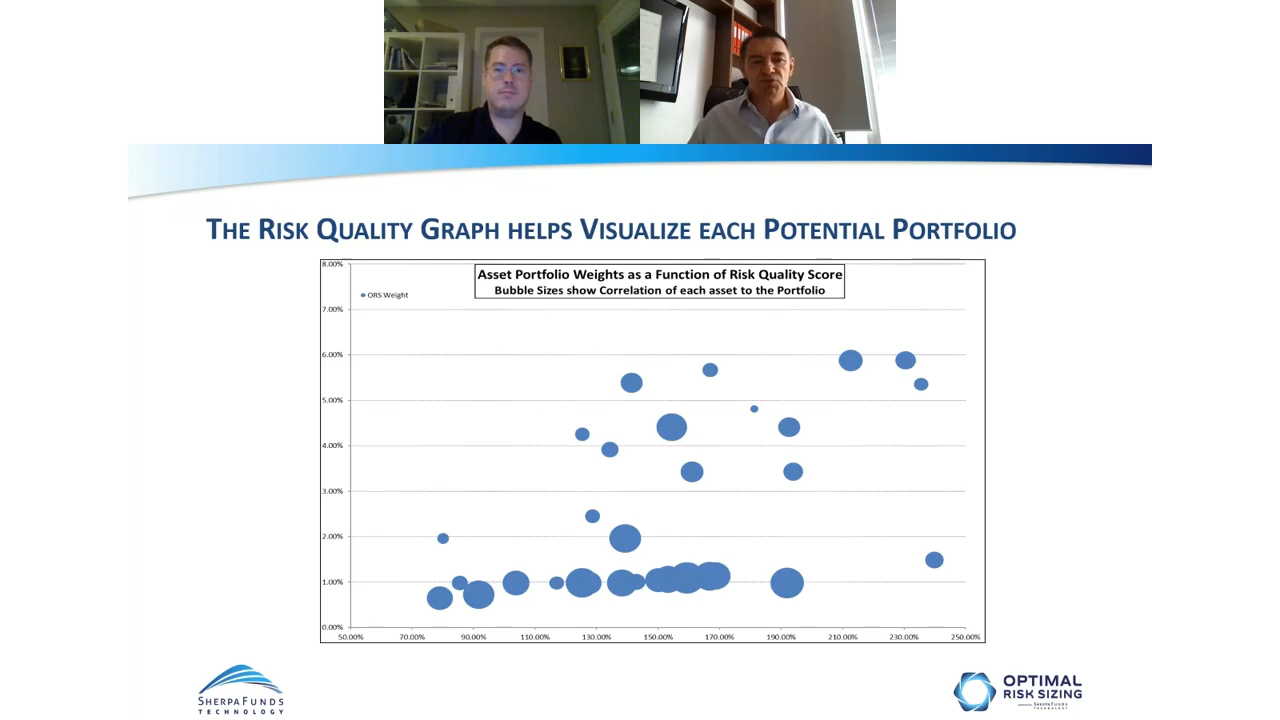 THE RISK QUALITY GRAPH HELPS VISUALIZE EACH POTENTIAL PORTFOLIO
Asset Portfolio Weights as a Function of Risk Quality Score
Bubble Sizes show Correlation of each asset to the Portfolio
ORS Weight
8.00%
7.00%
6.00%
5.00%
4.00%
3.00%
2.00%
1.00%
0.00%
50.00% 70.00% 90.00% 110.00% 130.00% 150.00% 170.00% 190.00% 210.00% 230.00% 250.00%
SHERPAFUNDS
TECHNOLOGY
OPTIMAL
RISK SIZING
SHERPAFUNDS